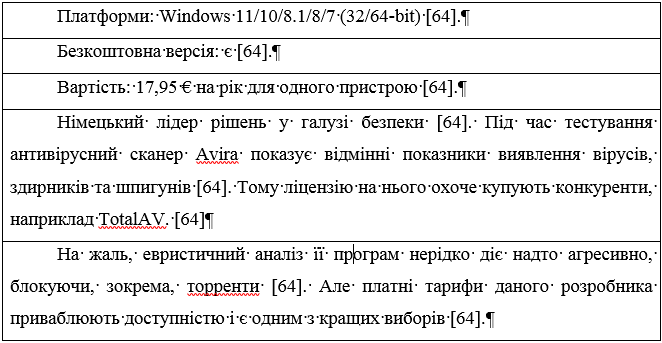 Платформи: Windows 11/10/8.1/8/7 (32/64-bit) [64].¶
Безкоштовна версія: є [64].¶
Вартість: 17,95 € на рік для одного пристрою [64].¶
Німецький лідер рішень у галузі безпеки [64]. Під час тестування
антивірусний сканер Avira показує відмінні показники виявлення вірусів,
здирників та шпигунів [64]. Тому ліцензію на нього охоче купують конкуренти,
наприклад TotalAV. [64]¶
На жаль, евристичний аналіз її програм нерідко діє надто агресивно,
блокуючи, зокрема, торренти [64]. Але платні тарифи даного розробника
приваблюють доступністю і є одним з кращих виборів [64].¶